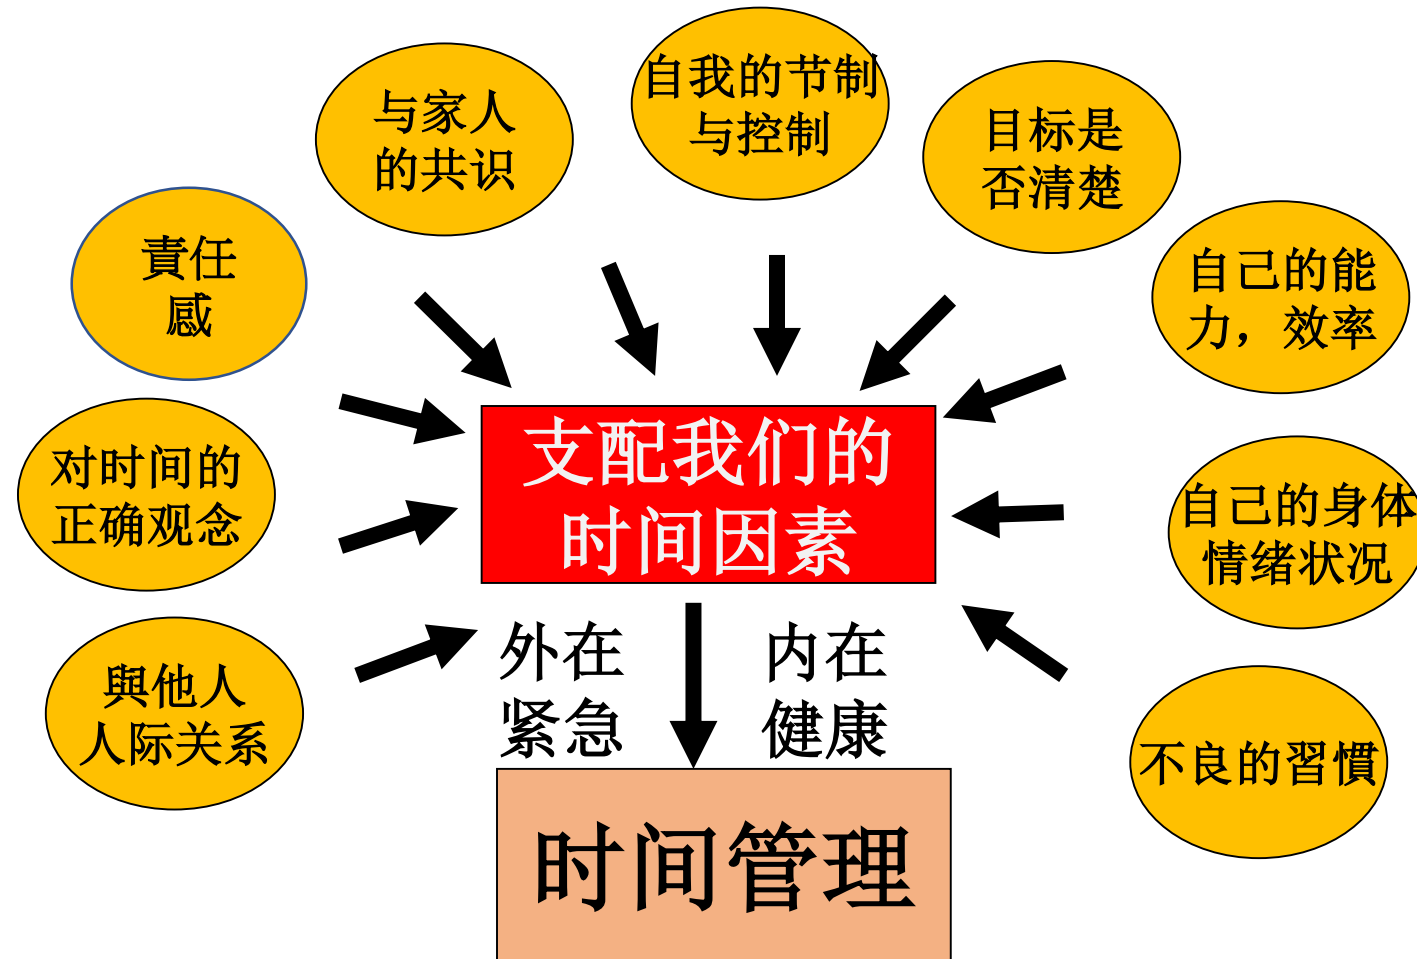 自我的节制
与控制
与家人
的共识
目标是
否清楚
責任
感
自己的能
力，效率
对时间的
正确观念
支配我们的
时间因素
自己的身体
情绪状况
與他人
人际关系
外在
紧急
内在
健康
不良的習慣
时间管理